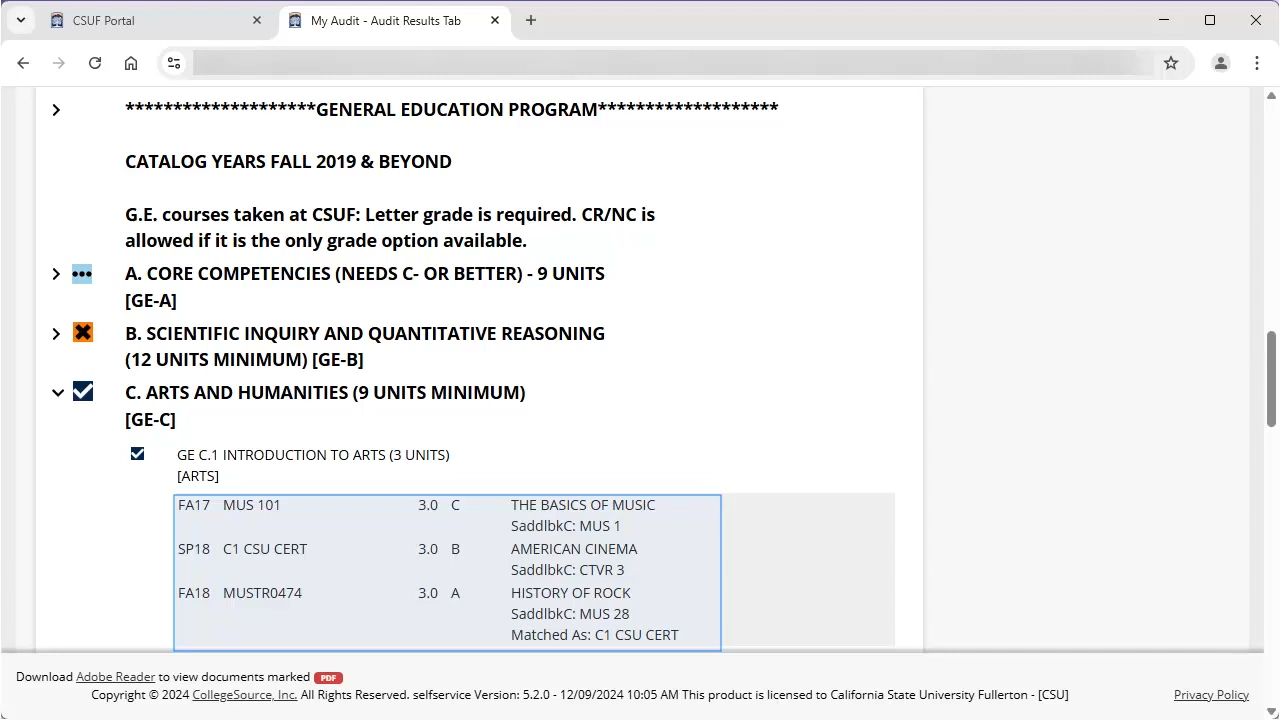 CSUF Portal
My Audit - Audit Results Tab
********************GENERAL EDUCATION PROGRAM*******************
CATALOG YEARS FALL 2019 & BEYOND
G.E. courses taken at CSUF: Letter grade is required. CR/NC is
allowed if it is the only grade option available.
A. CORE COMPETENCIES (NEEDS C- OR BETTER) - 9 UNITS
[GE-A]
B. SCIENTIFIC INQUIRY AND QUANTITATIVE REASONING
(12 UNITS MINIMUM) [GE-B]
C. ARTS AND HUMANITIES (9 UNITS MINIMUM)
[GE-C]
GE C.1 INTRODUCTION TO ARTS (3 UNITS)
[ARTS]
FA17 MUS 101 3.0 C THE BASICS OF MUSIC
SaddlbkC: MUS 1
SP18 C1 CSU CERT 3.0 B AMERICAN CINEMA
SaddlbkC: CTVR 3
FA18 MUSTR0474 3.0 A HISTORY OF ROCK
SaddlbkC: MUS 28
Matched As: C1 CSU CERT
Download Adobe Reader to view documents marked PDF
Copyright © 2024 CollegeSource, Inc. All Rights Reserved. selfservice Version: 5.2.0 - 12/09/2024 10:05 AM This product is licensed to California State University Fullerton - [CSU] Privacy Policy